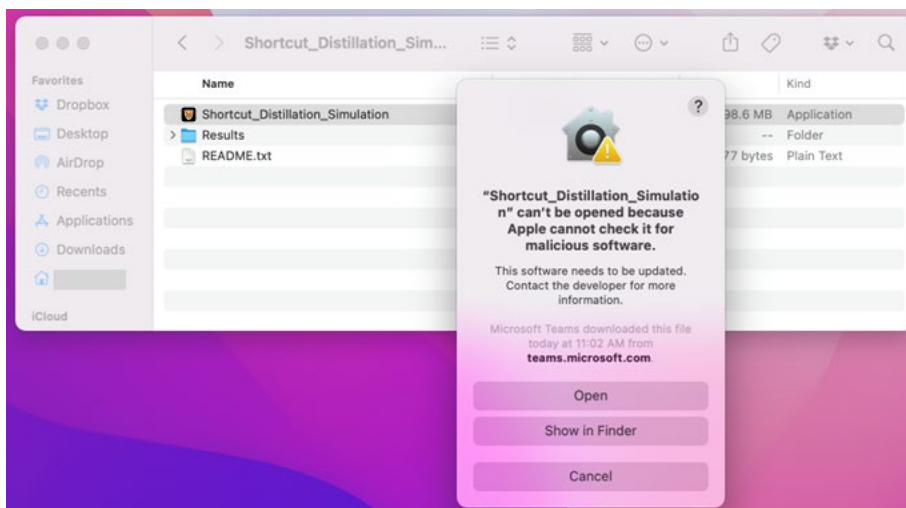 Shortcut_Distillation_Sim...
Favorites
Name
Kind
Dropbox
Shortcut_Distillation_Simulation
98.6 MB Application
Desktop
Results
-- Folder
README.txt
77 bytes Plain Text
AirDrop
Recents
Applications
Downloads
iCloud
?
"Shortcut_Distillation_Simulatio
n" can't be opened because
Apple cannot check it for
malicious software.
This software needs to be updated.
Contact the developer for more
information.
Microsoft Teams downloaded this file
today at 11:02 AM from
teams.microsoft.com.
Open
Show in Finder
Cancel